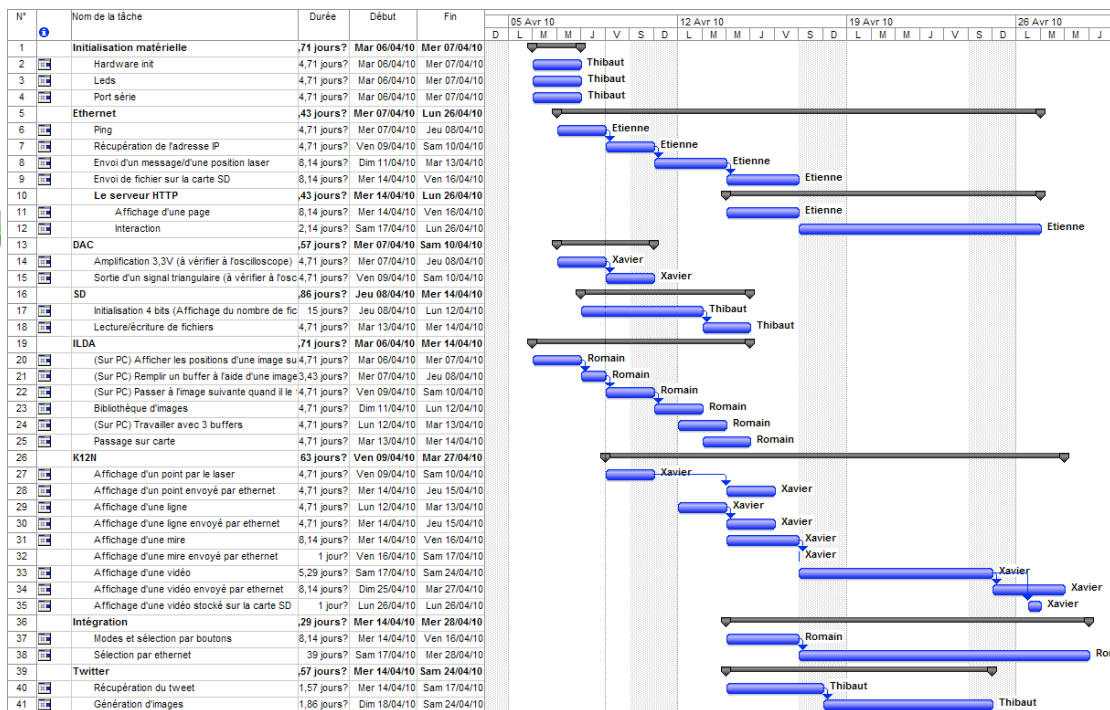 N° Nom de la tâche Durée Début Fin 05 Avr 10 12 Avr 10 19 Avr 10 26 Avr 10
D L M M J V S D L M M J V S D L M M J V S D L M M J
1 Initialisation matérielle ,71 jours? Mar 06/04/10 Mer 07/04/10
2 Hardware init 4,71 jours? Mar 06/04/10 Mer 07/04/10 Thibaut
3 Leds 4,71 jours? Mar 06/04/10 Mer 07/04/10 Thibaut
4 Port série 4,71 jours? Mar 06/04/10 Mer 07/04/10 Thibaut
5 Ethernet ,43 jours? Mer 07/04/10 Lun 26/04/10
6 Ping 4,71 jours? Mer 07/04/10 Jeu 08/04/10 Etienne
7 Récupération de l'adresse IP 4,71 jours? Ven 09/04/10 Sam 10/04/10 Etienne
8 Envoi d'un message/d'une position laser 8,14 jours? Dim 11/04/10 Mar 13/04/10 Etienne
9 Envoi de fichier sur la carte SD 8,14 jours? Mer 14/04/10 Ven 16/04/10 Etienne
10 Le serveur HTTP ,43 jours? Mer 14/04/10 Lun 26/04/10
11 Affichage d'une page 8,14 jours? Mer 14/04/10 Ven 16/04/10 Etienne
12 Interaction 2,14 jours? Sam 17/04/10 Lun 26/04/10 Etienne
13 DAC ,57 jours? Mer 07/04/10 Sam 10/04/10
14 Amplification 3,3V (à vérifier à l'oscilloscope) 4,71 jours? Mer 07/04/10 Jeu 08/04/10 Xavier
15 Sortie d'un signal triangulaire (à vérifier à l'osc 4,71 jours? Ven 09/04/10 Sam 10/04/10 Xavier
16 SD ,86 jours? Jeu 08/04/10 Mer 14/04/10
17 Initialisation 4 bits (Affichage du nombre de fic 15 jours? Jeu 08/04/10 Lun 12/04/10 Thibaut
18 Lecture/écriture de fichiers 4,71 jours? Mar 13/04/10 Mer 14/04/10 Thibaut
19 ILDA ,71 jours? Mar 06/04/10 Mer 14/04/10
20 (Sur PC) Afficher les positions d'une image su 4,71 jours? Mar 06/04/10 Mer 07/04/10 Romain
21 (Sur PC) Remplir un buffer à l'aide d'une image 3,43 jours? Mer 07/04/10 Jeu 08/04/10 Romain
22 (Sur PC) Passer à l'image suivante quand il le 4,71 jours? Ven 09/04/10 Sam 10/04/10 Romain
23 Bibliothèque d'images 4,71 jours? Dim 11/04/10 Lun 12/04/10 Romain
24 (Sur PC) Travailler avec 3 buffers 4,71 jours? Lun 12/04/10 Mar 13/04/10 Romain
25 Passage sur carte 4,71 jours? Mar 13/04/10 Mer 14/04/10 Romain
26 K12N 63 jours? Ven 09/04/10 Mar 27/04/10
27 Affichage d'un point par le laser 4,71 jours? Ven 09/04/10 Sam 10/04/10 Xavier
28 Affichage d'un point envoyé par ethernet 4,71 jours? Mer 14/04/10 Jeu 15/04/10 Xavier
29 Affichage d'une ligne 4,71 jours? Lun 12/04/10 Mar 13/04/10 Xavier
30 Affichage d'une ligne envoyé par ethernet 4,71 jours? Mer 14/04/10 Jeu 15/04/10 Xavier
31 Affichage d'une mire 8,14 jours? Mer 14/04/10 Ven 16/04/10 Xavier
32 Affichage d'une mire envoyé par ethernet 1 jour? Ven 16/04/10 Sam 17/04/10 Xavier
33 Affichage d'une vidéo 5,29 jours? Sam 17/04/10 Sam 24/04/10 Xavier
34 Affichage d'une vidéo envoyé par ethernet 8,14 jours? Dim 25/04/10 Mar 27/04/10 Xavier
35 Affichage d'une vidéo stocké sur la carte SD 1 jour? Lun 26/04/10 Lun 26/04/10 Xavier
36 Intégration ,29 jours? Mer 14/04/10 Mer 28/04/10
37 Modes et sélection par boutons 8,14 jours? Mer 14/04/10 Ven 16/04/10 Romain
38 Sélection par ethernet 39 jours? Sam 17/04/10 Mer 28/04/10 Ro
39 Twitter ,57 jours? Mer 14/04/10 Sam 24/04/10
40 Récupération du tweet 1,57 jours? Mer 14/04/10 Sam 17/04/10 Thibaut
41 Génération d'images 1,86 jours? Dim 18/04/10 Sam 24/04/10 Thibaut